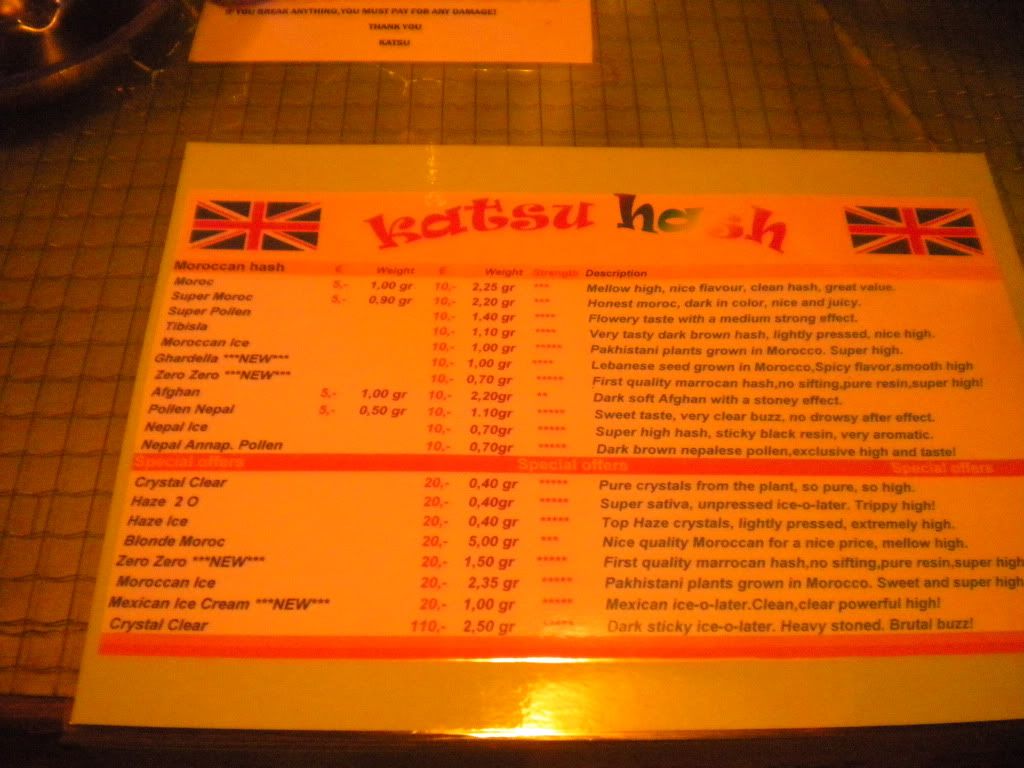 IF YOU BREAK ANYTHING,YOU MUST PAY FOR ANY DAMAGE!
THANK YOU
KATSU
katsu hash
Moroccan hash € Weight € Weight Strength Description
Moroc 5,- 1,00 gr 10,- 2,25 gr *** Mellow high, nice flavour, clean hash, great value.
Super Moroc 5,- 0,90 gr 10,- 2,20 gr *** Honest moroc, dark in color, nice and juicy.
Super Pollen 10,- 1,40 gr **** Flowery taste with a medium strong effect.
Tibisla 10,- 1,10 gr **** Very tasty dark brown hash, lightly pressed, nice high.
Moroccan Ice 10,- 1,00 gr ***** Pakhistani plants grown in Morocco. Super high.
Ghardella ***NEW*** 10,- 1,00 gr **** Lebanese seed grown in Morocco,Spicy flavor,smooth high
Zero Zero ***NEW*** 10,- 0,70 gr ***** First quality marrocan hash,no sifting,pure resin,super high!
Afghan 5,- 1,00 gr 10,- 2,20gr ** Dark soft Afghan with a stoney effect.
Pollen Nepal 5,- 0,50 gr 10,- 1.10gr ***** Sweet taste, very clear buzz, no drowsy after effect.
Nepal Ice 10,- 0,70gr ***** Super high hash, sticky black resin, very aromatic.
Nepal Annap. Pollen 10,- 0,70gr ***** Dark brown nepalese pollen,exclusive high and taste!
Special offers Special offers Special offers
Crystal Clear 20,- 0,40 gr ***** Pure crystals from the plant, so pure, so high.
Haze 2 O 20,- 0,40gr ***** Super sativa, unpressed ice-o-later. Trippy high!
Haze Ice 20,- 0,40 gr ***** Top Haze crystals, lightly pressed, extremely high.
Blonde Moroc 20,- 5,00 gr *** Nice quality Moroccan for a nice price, mellow high.
Zero Zero ***NEW*** 20,- 1,50 gr ***** First quality marrocan hash,no sifting,pure resin,super high
Moroccan Ice 20,- 2,35 gr ***** Pakhistani plants grown in Morocco. Sweet and super high
Mexican Ice Cream ***NEW*** 20,- 1,00 gr ***** Mexican ice-o-later.Clean,clear powerful high!
Crystal Clear 110,- 2,50 gr ***** Dark sticky ice-o-later. Heavy stoned. Brutal buzz!